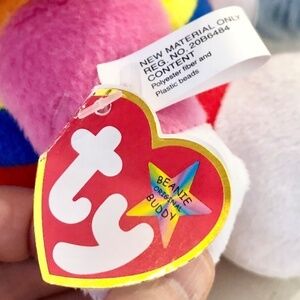 NEW MATERIAL ONLY
REG. NO. 20B6484
CONTENT
Polyester fiber and
Plastic beads
ty
BEANIE
ORIGINAL
BUDDY